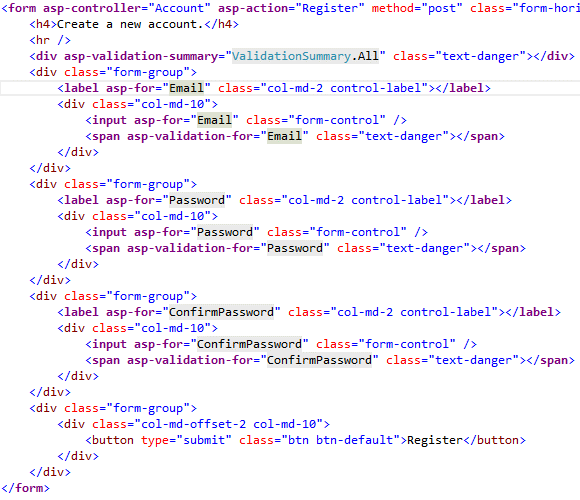 <form asp-controller="Account" asp-action="Register" method="post" class="form-hori
<h4>Create a new account.</h4>
<hr />
<div asp-validation-summary="ValidationSummary.All" class="text-danger"></div>
<div class="form-group">
<label asp-for="Email" class="col-md-2 control-label"></label>
<div class="col-md-10">
<input asp-for="Email" class="form-control" />
<span asp-validation-for="Email" class="text-danger"></span>
</div>
</div>
<div class="form-group">
<label asp-for="Password" class="col-md-2 control-label"></label>
<div class="col-md-10">
<input asp-for="Password" class="form-control" />
<span asp-validation-for="Password" class="text-danger"></span>
</div>
</div>
<div class="form-group">
<label asp-for="ConfirmPassword" class="col-md-2 control-label"></label>
<div class="col-md-10">
<input asp-for="ConfirmPassword" class="form-control" />
<span asp-validation-for="ConfirmPassword" class="text-danger"></span>
</div>
</div>
<div class="form-group">
<div class="col-md-offset-2 col-md-10">
<button type="submit" class="btn btn-default">Register</button>
</div>
</div>
</form>